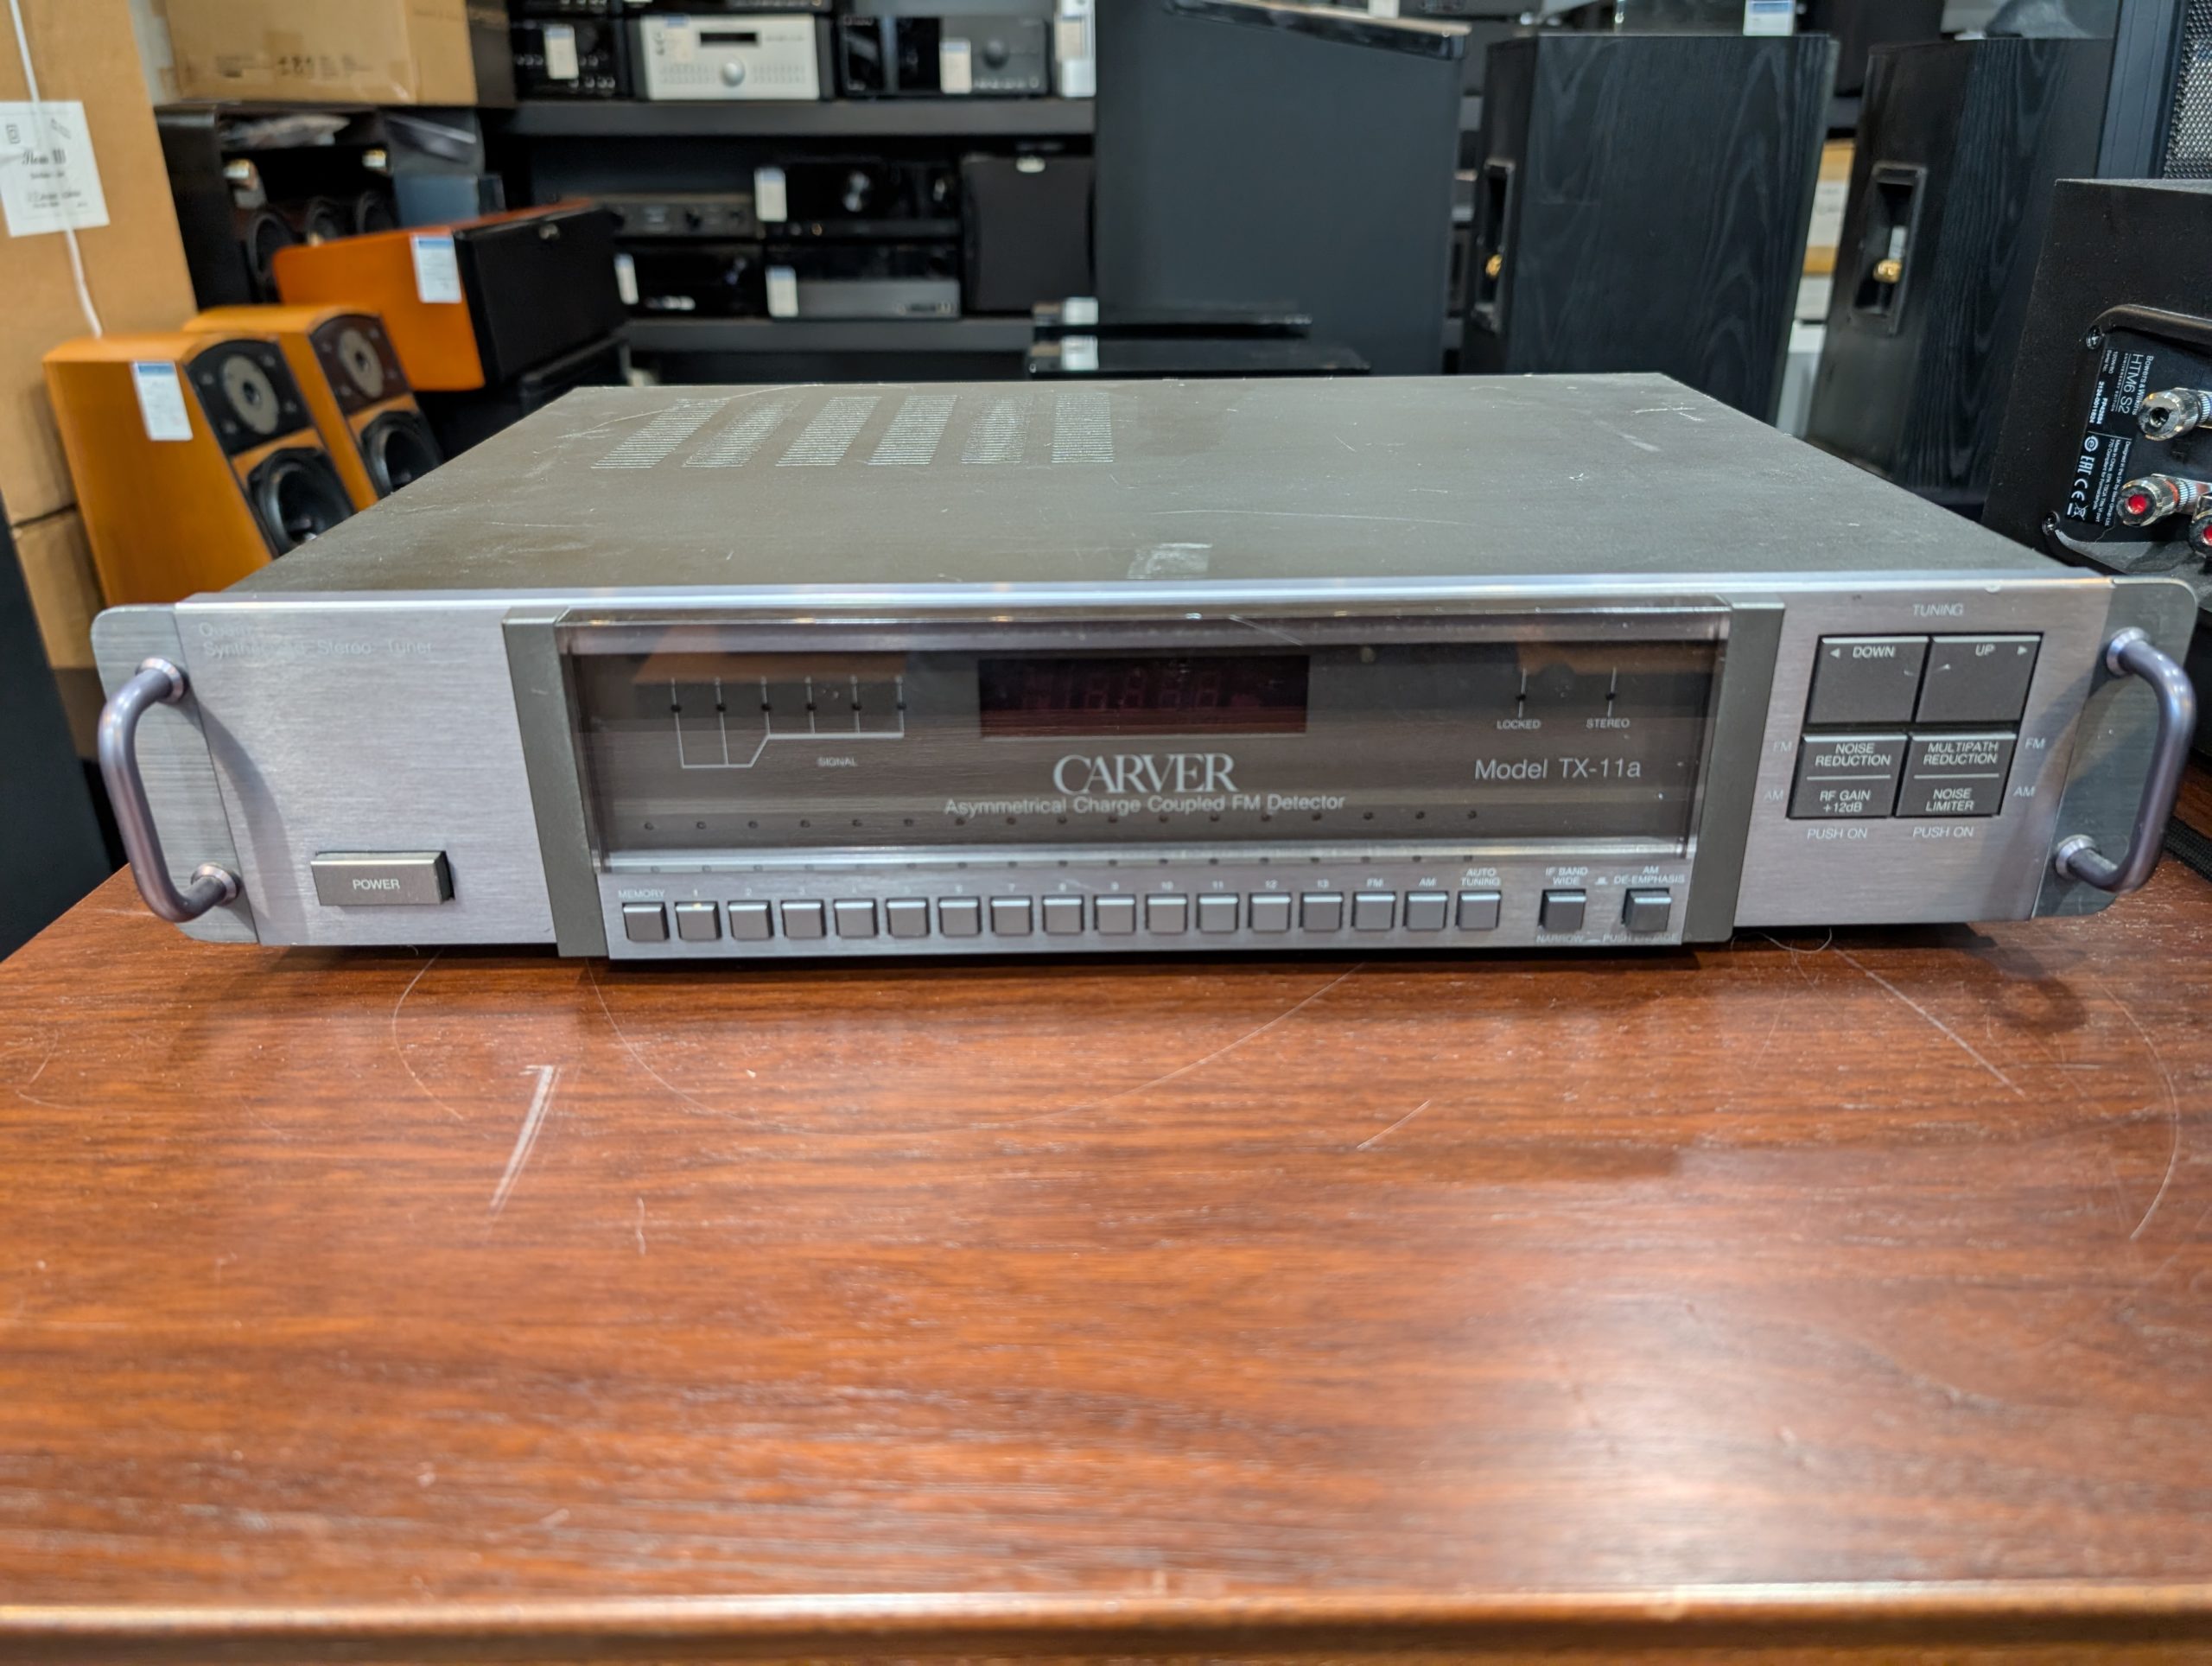 Stereo Tuner
SIGNAL
LOCKED
STEREO
CARVER
Asymmetrical Charge Coupled FM Detector
Model TX-11a
TUNING
DOWN
UP
FM
NOISE
REDUCTION
MULTIPATH
REDUCTION
FM
AM
RF GAIN
+12dB
NOISE
LIMITER
AM
PUSH ON
PUSH ON
POWER
MEMORY
1
2
3
5
6
7
8
9
10
11
12
13
FM
AM
AUTO
TUNING
IF BAND
WIDE
AM
DE-EMPHASIS
NARROW
HTM6 S2
EAC CE